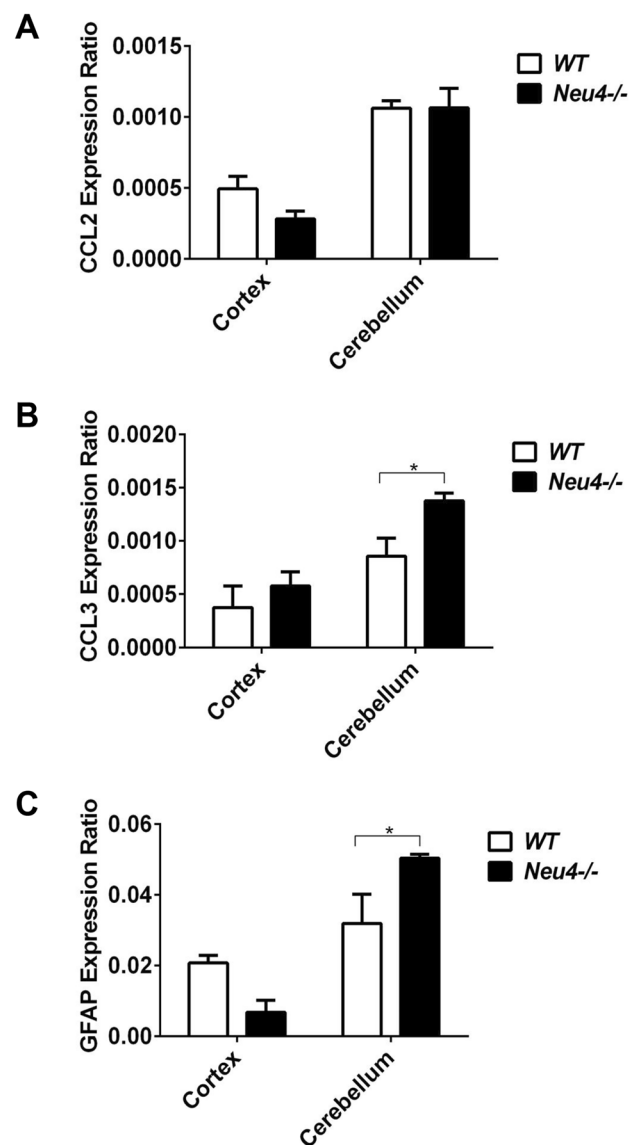 A
CCL2 Expression Ratio
0.0015
0.0010
0.0005
0.0000
Cortex
Cerebellum
WT
Neu4-/-
B
CCL3 Expression Ratio
0.0020
0.0015
0.0010
0.0005
0.0000
*
Cortex
Cerebellum
WT
Neu4-/-
C
GFAP Expression Ratio
0.06
0.04
0.02
0.00
*
Cortex
Cerebellum
WT
Neu4-/-